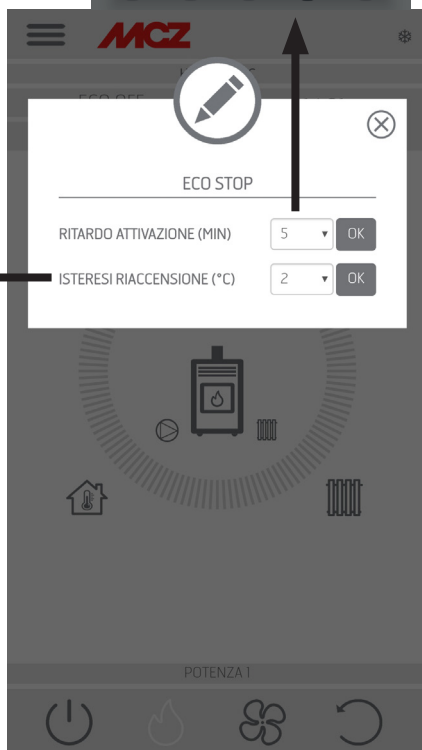 MCZ
ECO STOP
RITARDO ATTIVAZIONE (MIN)
5
OK
ISTERESI RIACCENSIONE (°C)
2
OK
POTENZA 1